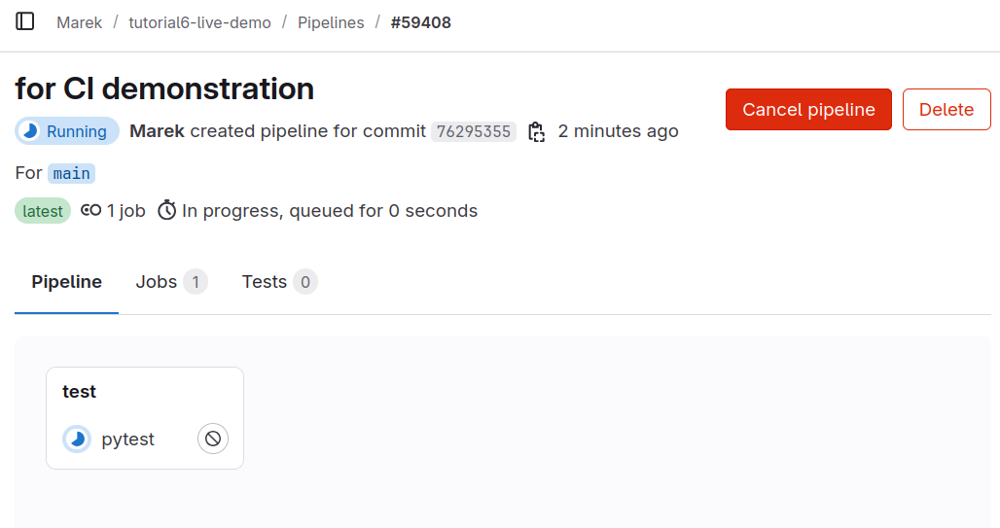 Marek / tutorial6-live-demo / Pipelines / #59408
for CI demonstration
Running Marek created pipeline for commit 76295355 2 minutes ago
Cancel pipeline Delete
For main
latest 1 job In progress, queued for 0 seconds
Pipeline Jobs 1 Tests 0
test
pytest